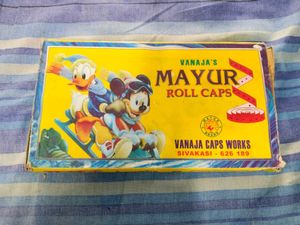 VANAJA'S
MAYUR
ROLL CAPS
VANAJA CAPS WORKS
SIVAKASI - 626 189